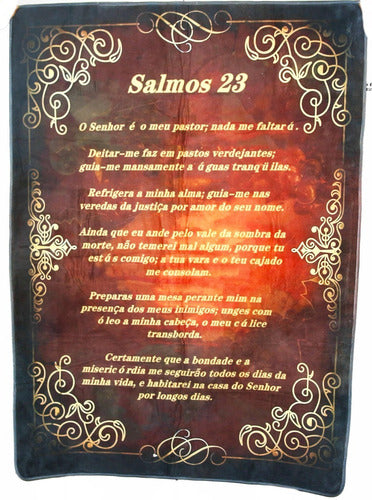 Salmos 23
O Senhor é o meu pastor; nada me faltará.
Deitar-me faz em pastos verdejantes;
guia-me mansamente a águas tranqüilas.
Refrigera a minha alma; guia-me nas
veredas da justiça por amor do seu nome.
Ainda que eu ande pelo vale da sombra da
morte, não temerei mal algum, porque tu
estás comigo; a tua vara e o teu cajado
me consolam.
Preparas uma mesa perante mim na
presença dos meus inimigos; unges com
óleo a minha cabeça, o meu cálice
transborda.
Certamente que a bondade e a
misericórdia me seguirão todos os dias da
minha vida, e habitarei na casa do Senhor
por longos dias.